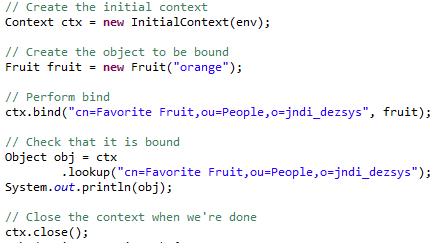 // Create the initial context
Context ctx = new InitialContext(env);
// Create the object to be bound
Fruit fruit = new Fruit("orange");
// Perform bind
ctx.bind("cn=Favorite Fruit,ou=People,o=jndi_dezsys", fruit);
// Check that it is bound
Object obj = ctx
.lookup("cn=Favorite Fruit,ou=People,o=jndi_dezsys");
System.out.println(obj);
// Close the context when we're done
ctx.close();